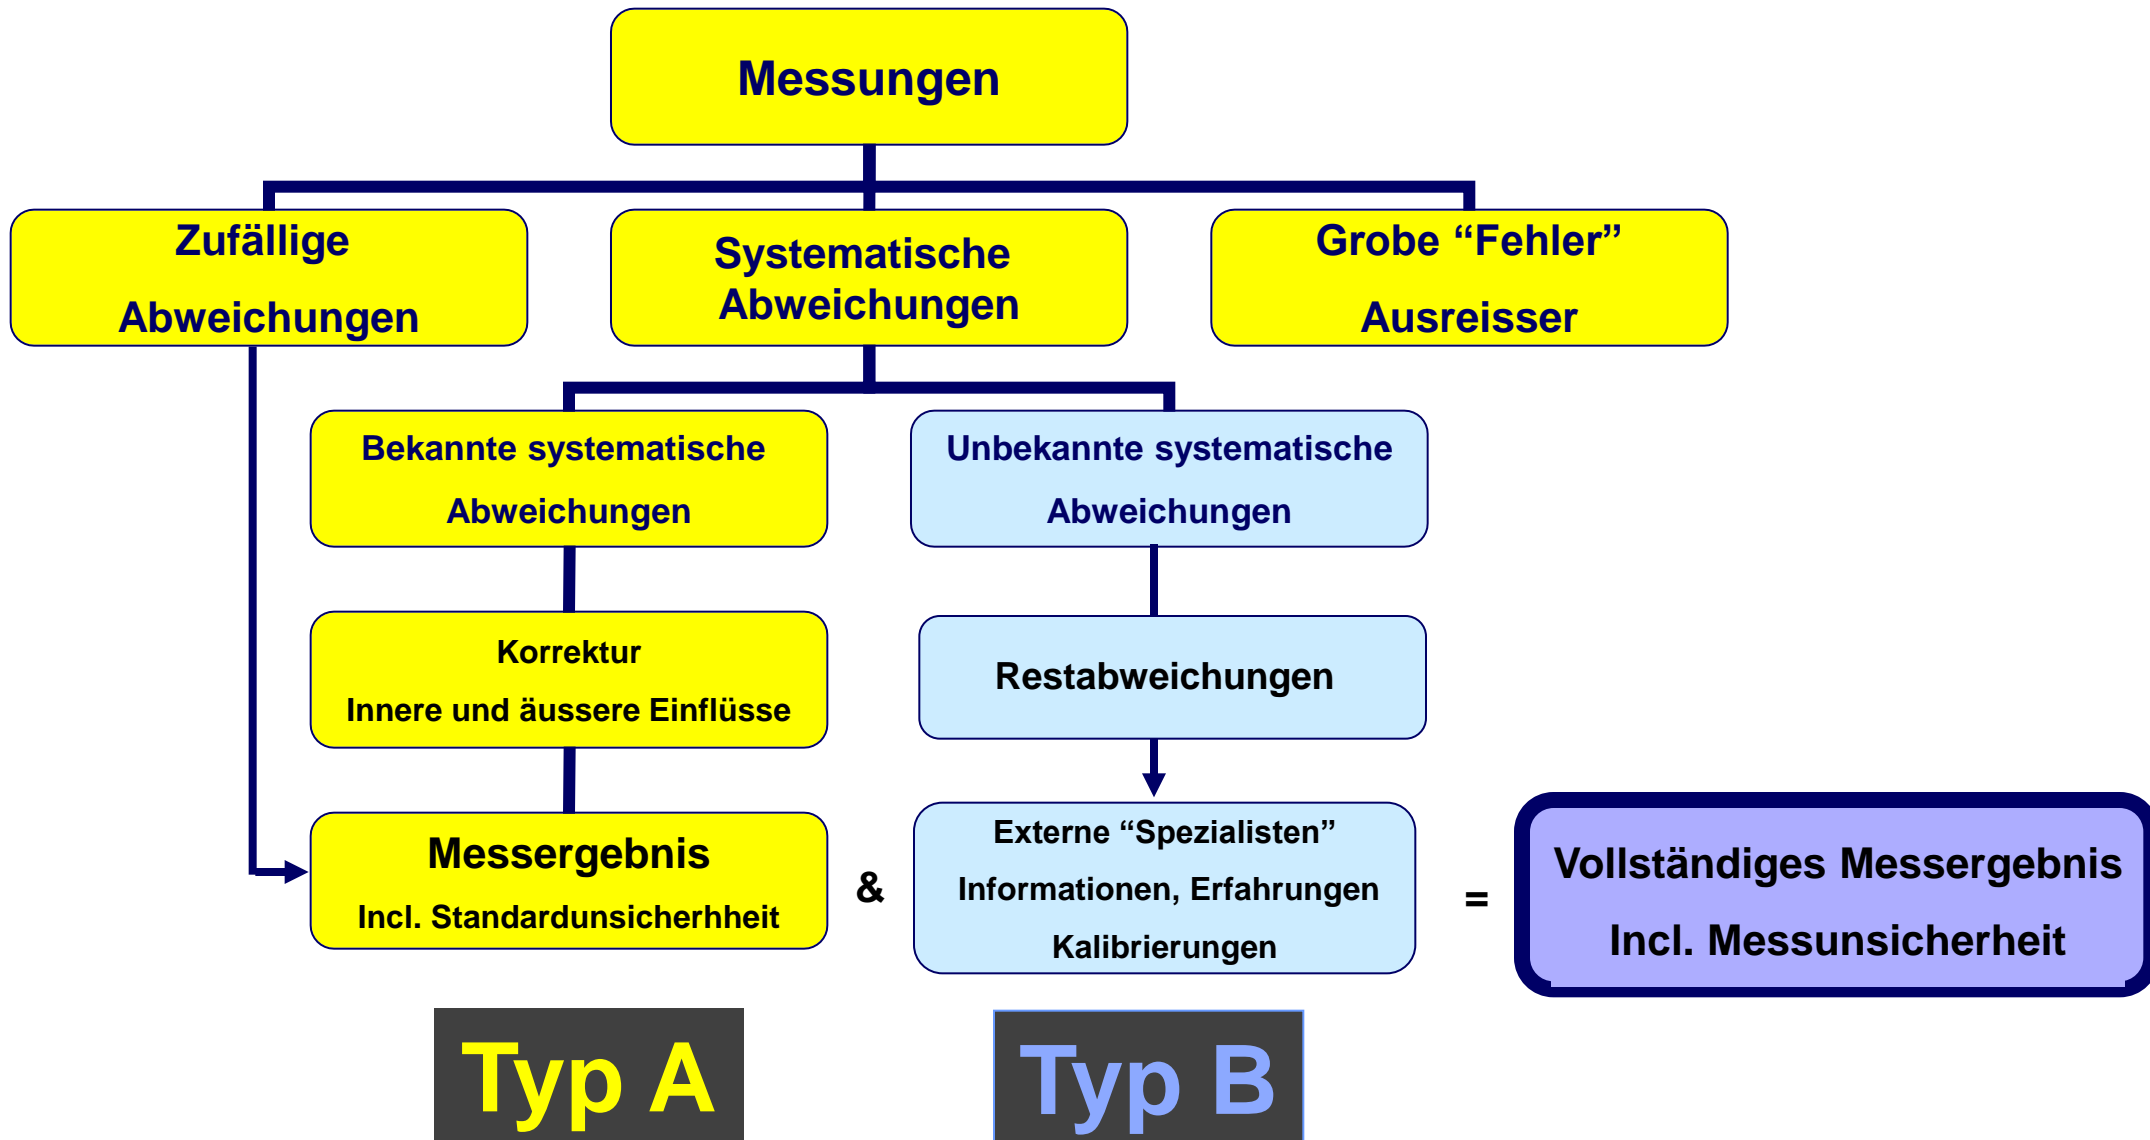 Messungen
Zufällige
Abweichungen
Systematische
Abweichungen
Grobe “Fehler”
Ausreisser
Bekannte systematische
Abweichungen
Unbekannte systematische
Abweichungen
Korrektur
Innere und äussere Einflüsse
Restabweichungen
Messergebnis
Incl. Standardunsicherhheit
&
Externe “Spezialisten”
Informationen, Erfahrungen
Kalibrierungen
=
Vollständiges Messergebnis
Incl. Messunsicherheit
Typ A
Typ B